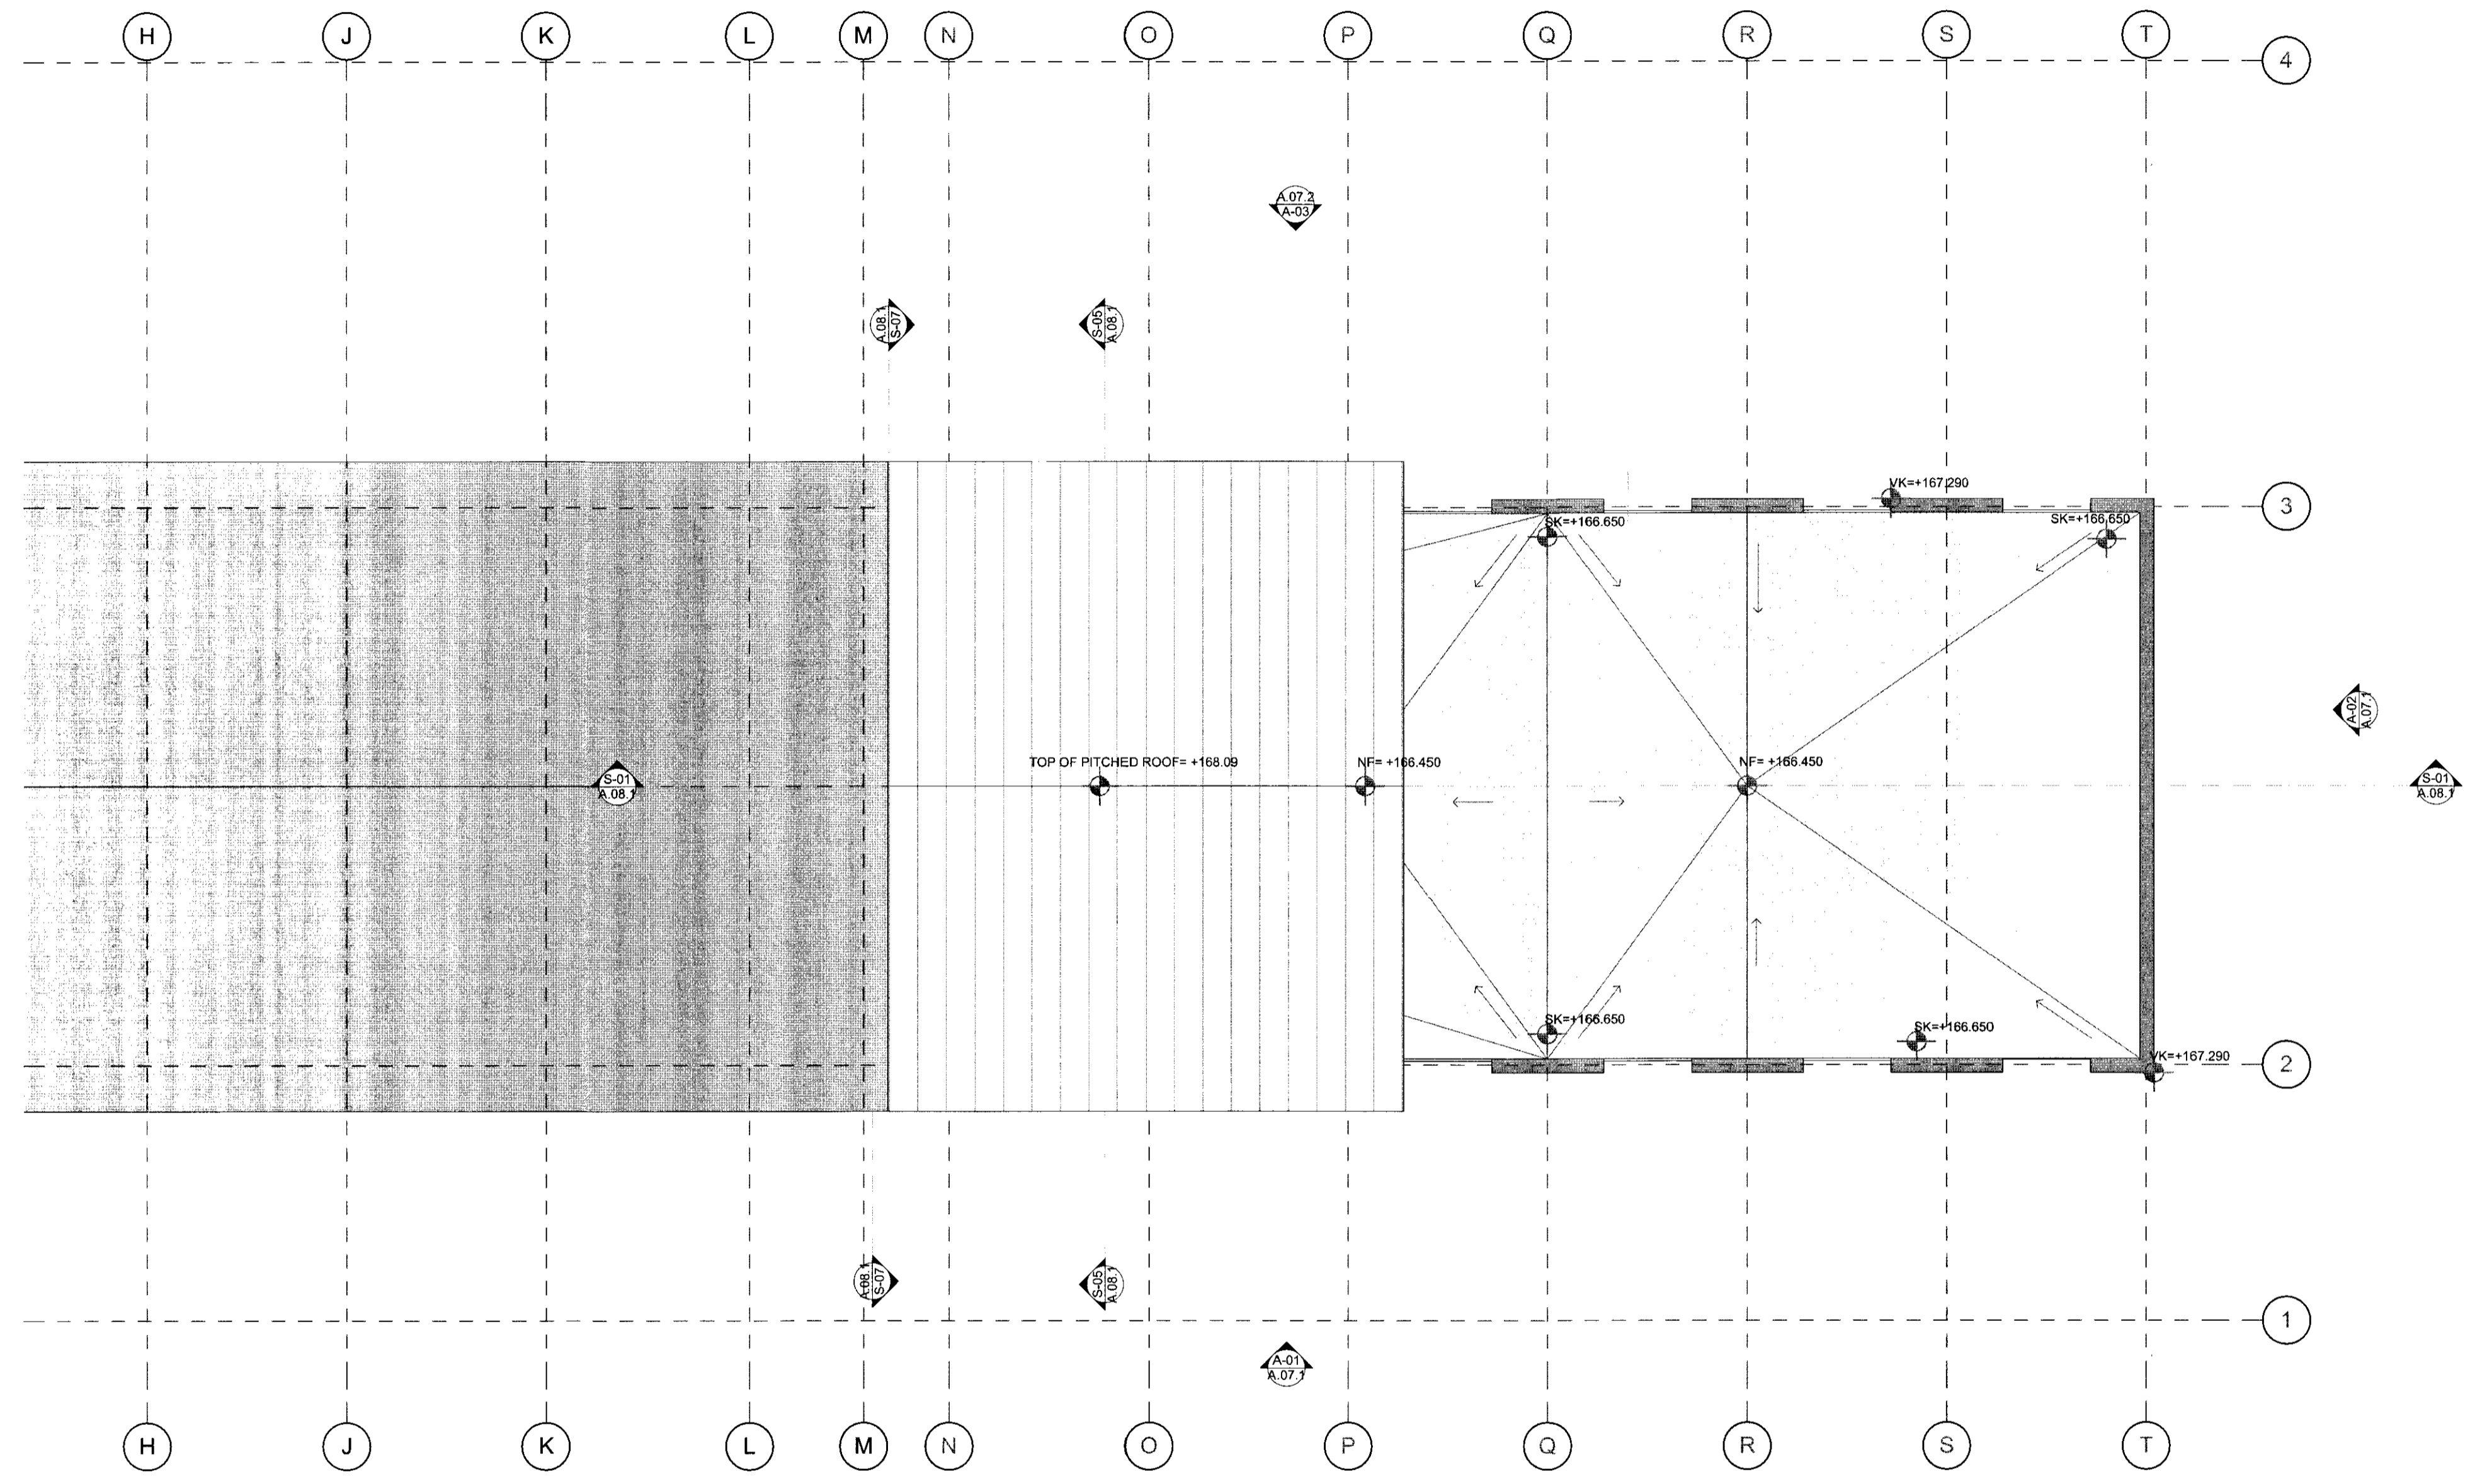 H J K L M N O P Q R S T
4
A.07.2
A-03
A.08.1
S-07
S-05
A.08.1
VK=+167.290
3
SK=+166.650
SK=+166.650
A-02
A.07.1
TOP OF PITCHED ROOF= +168.09
NF= +166.450
NF= +166.450
S-01
A.08.1
S-01
A.08.1
SK=+166.650
SK=+166.650
VK=+167.290
2
A.08.1
S-07
S-05
A.08.1
1
A-01
A.07.1
H J K L M N O P Q R S T